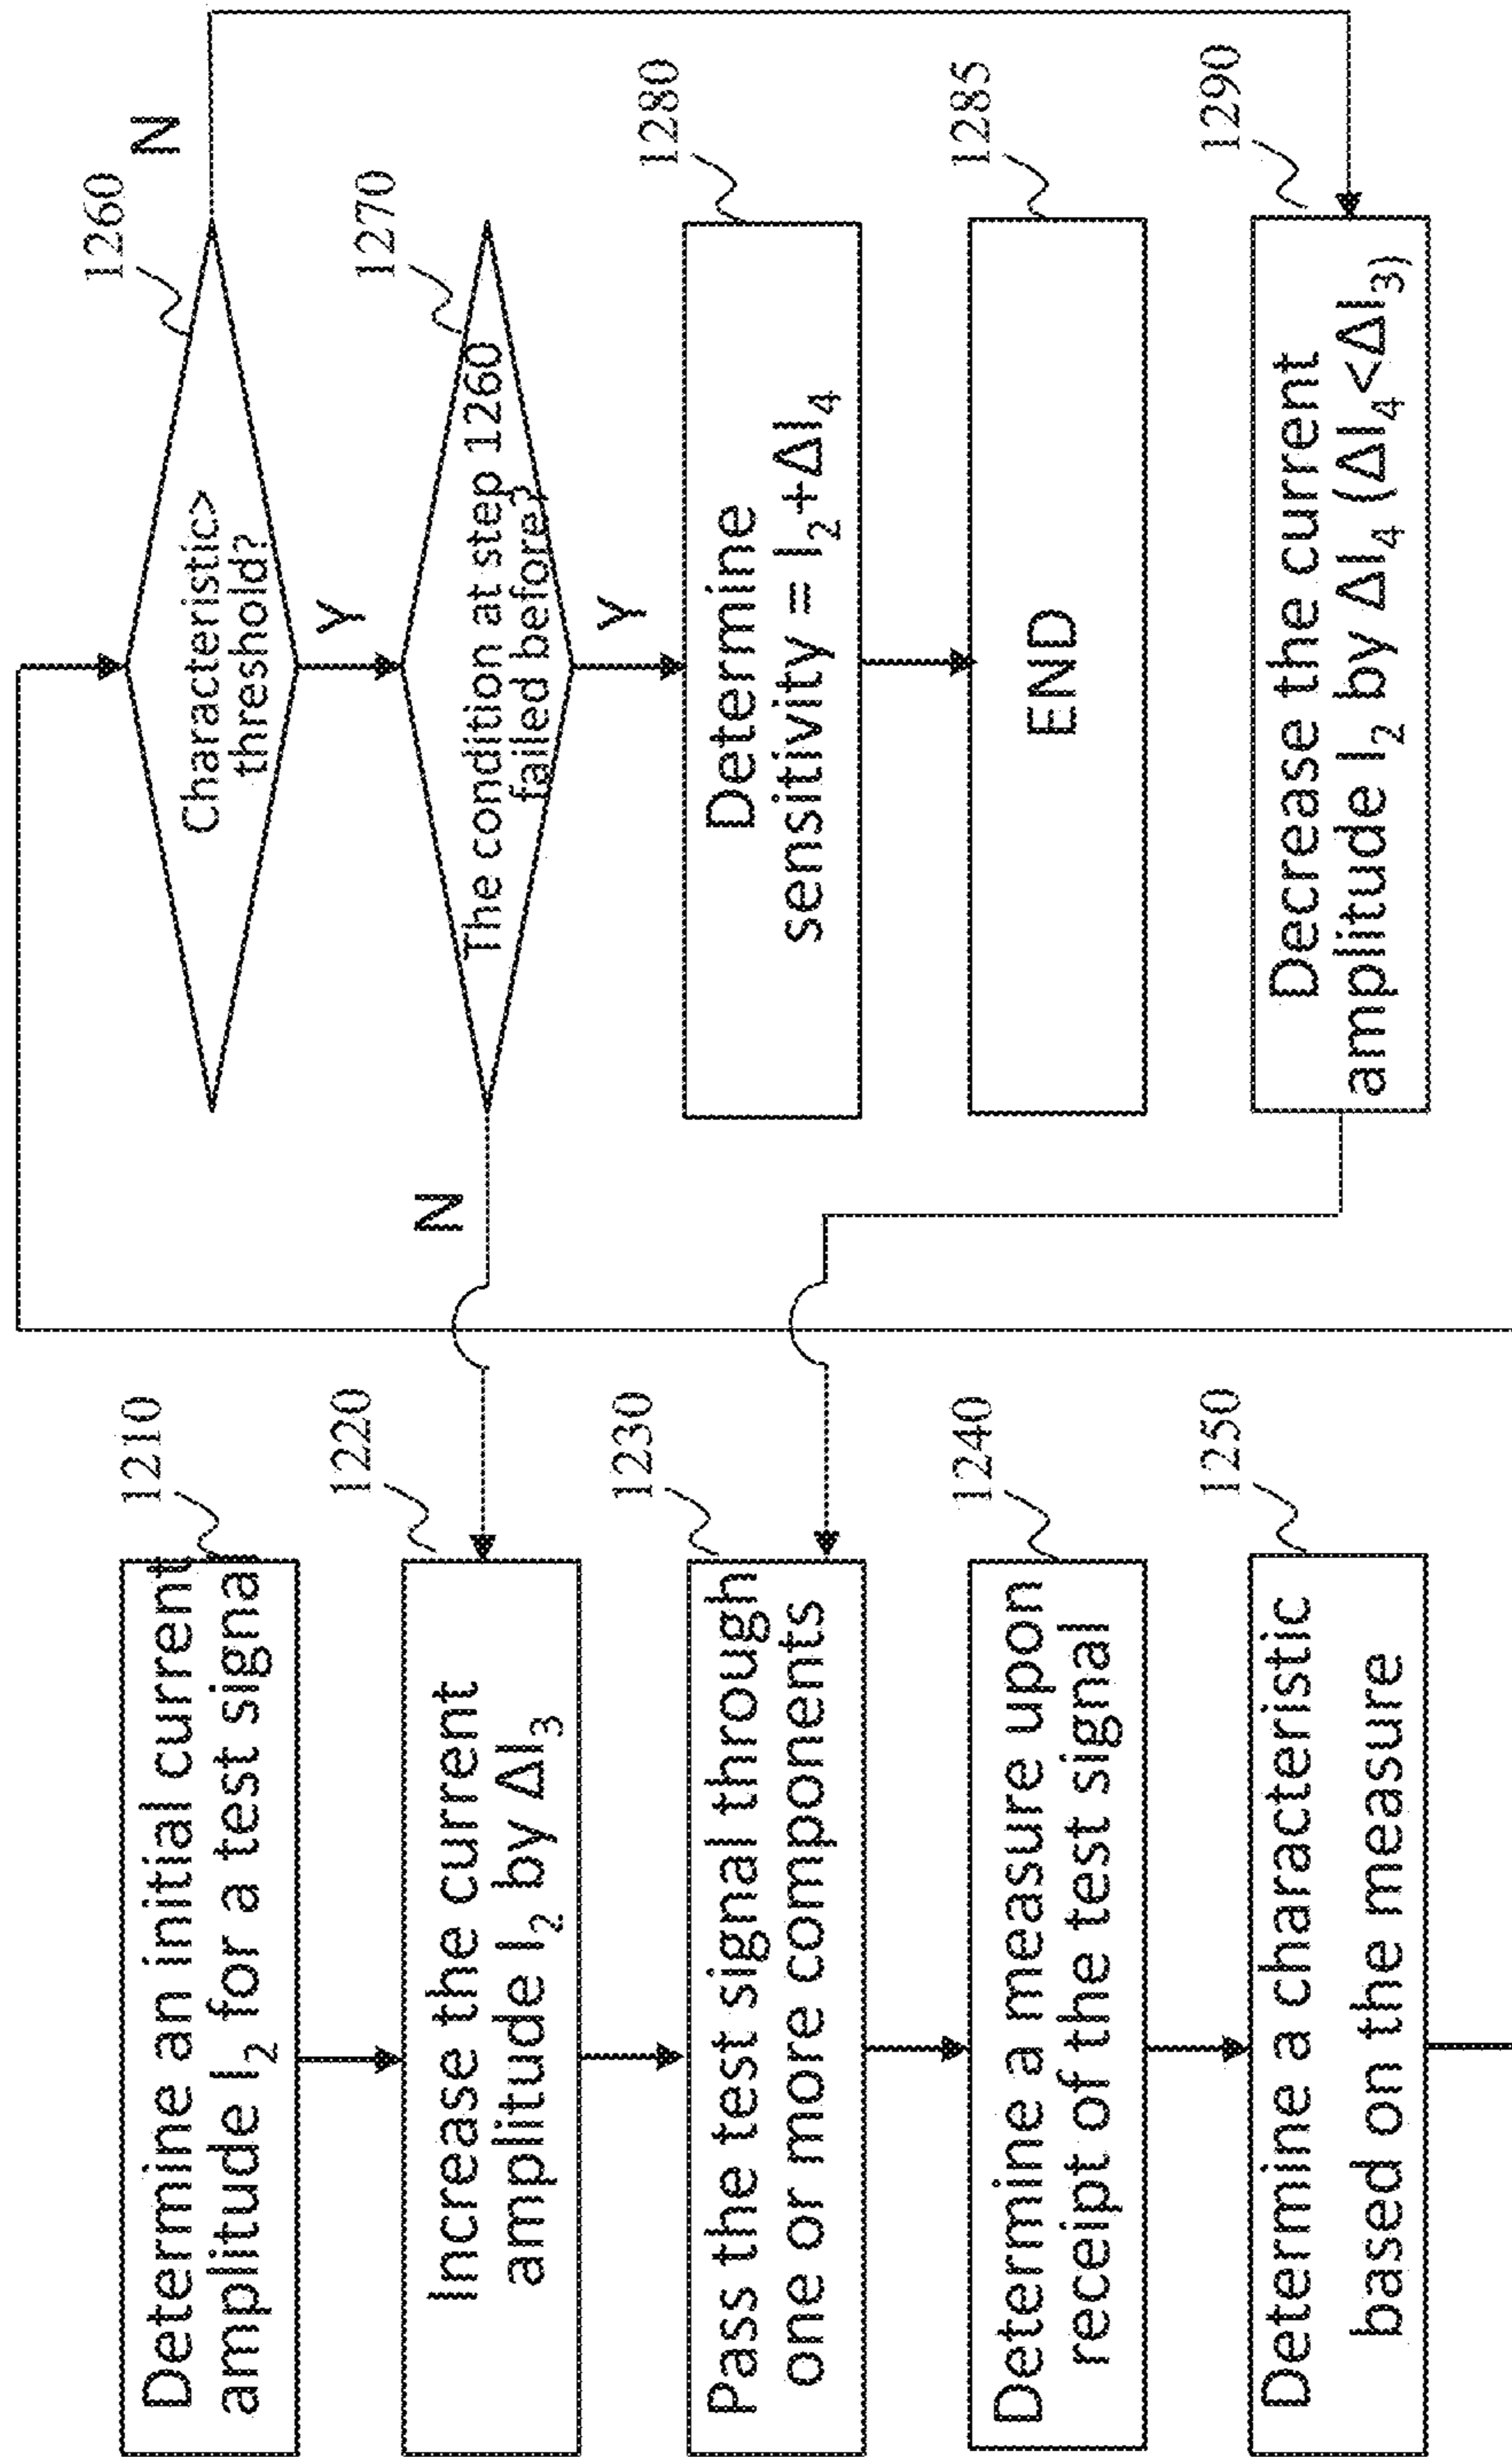 1210
Determine an initial current
amplitude I₂ for a test signal
1220
Increase the current
amplitude I₂ by ΔI₃
1230
Pass the test signal through
one or more components
1240
Determine a measure upon
receipt of the test signal
1250
Determine a characteristic
based on the measure
1260
Characteristic>
threshold?
N
Y
1270
The condition at step 1260
failed before?
N
Y
1280
Determine
sensitivity = I₂+ΔI₄
1285
END
1290
Decrease the current
amplitude I₂ by ΔI₄ (ΔI₄<ΔI₃)